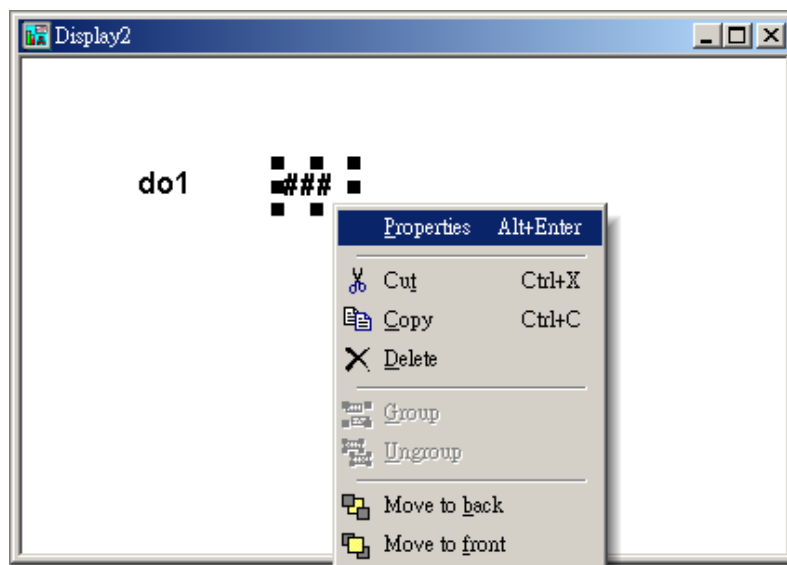 Display2
do1 ###
Properties Alt+Enter
Cut Ctrl+X
Copy Ctrl+C
Delete
Group
Ungroup
Move to back
Move to front